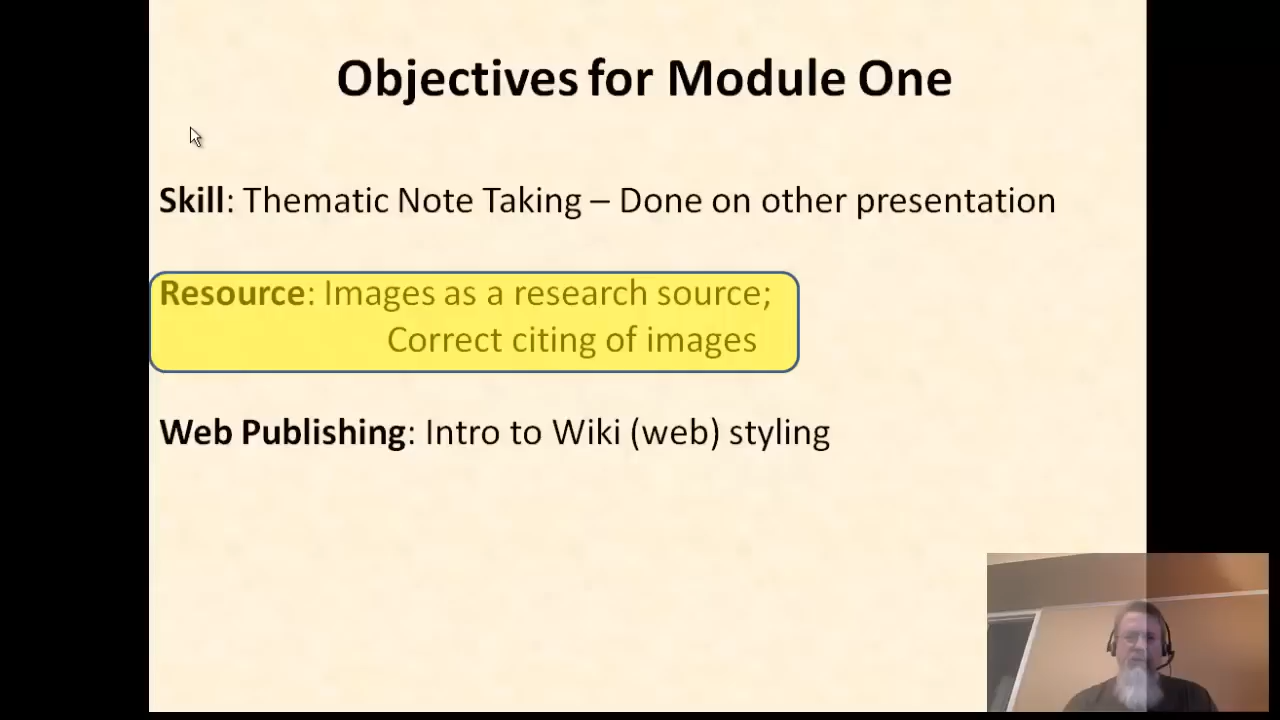 Objectives for Module One
Skill: Thematic Note Taking – Done on other presentation
Resource: Images as a research source;
Correct citing of images
Web Publishing: Intro to Wiki (web) styling